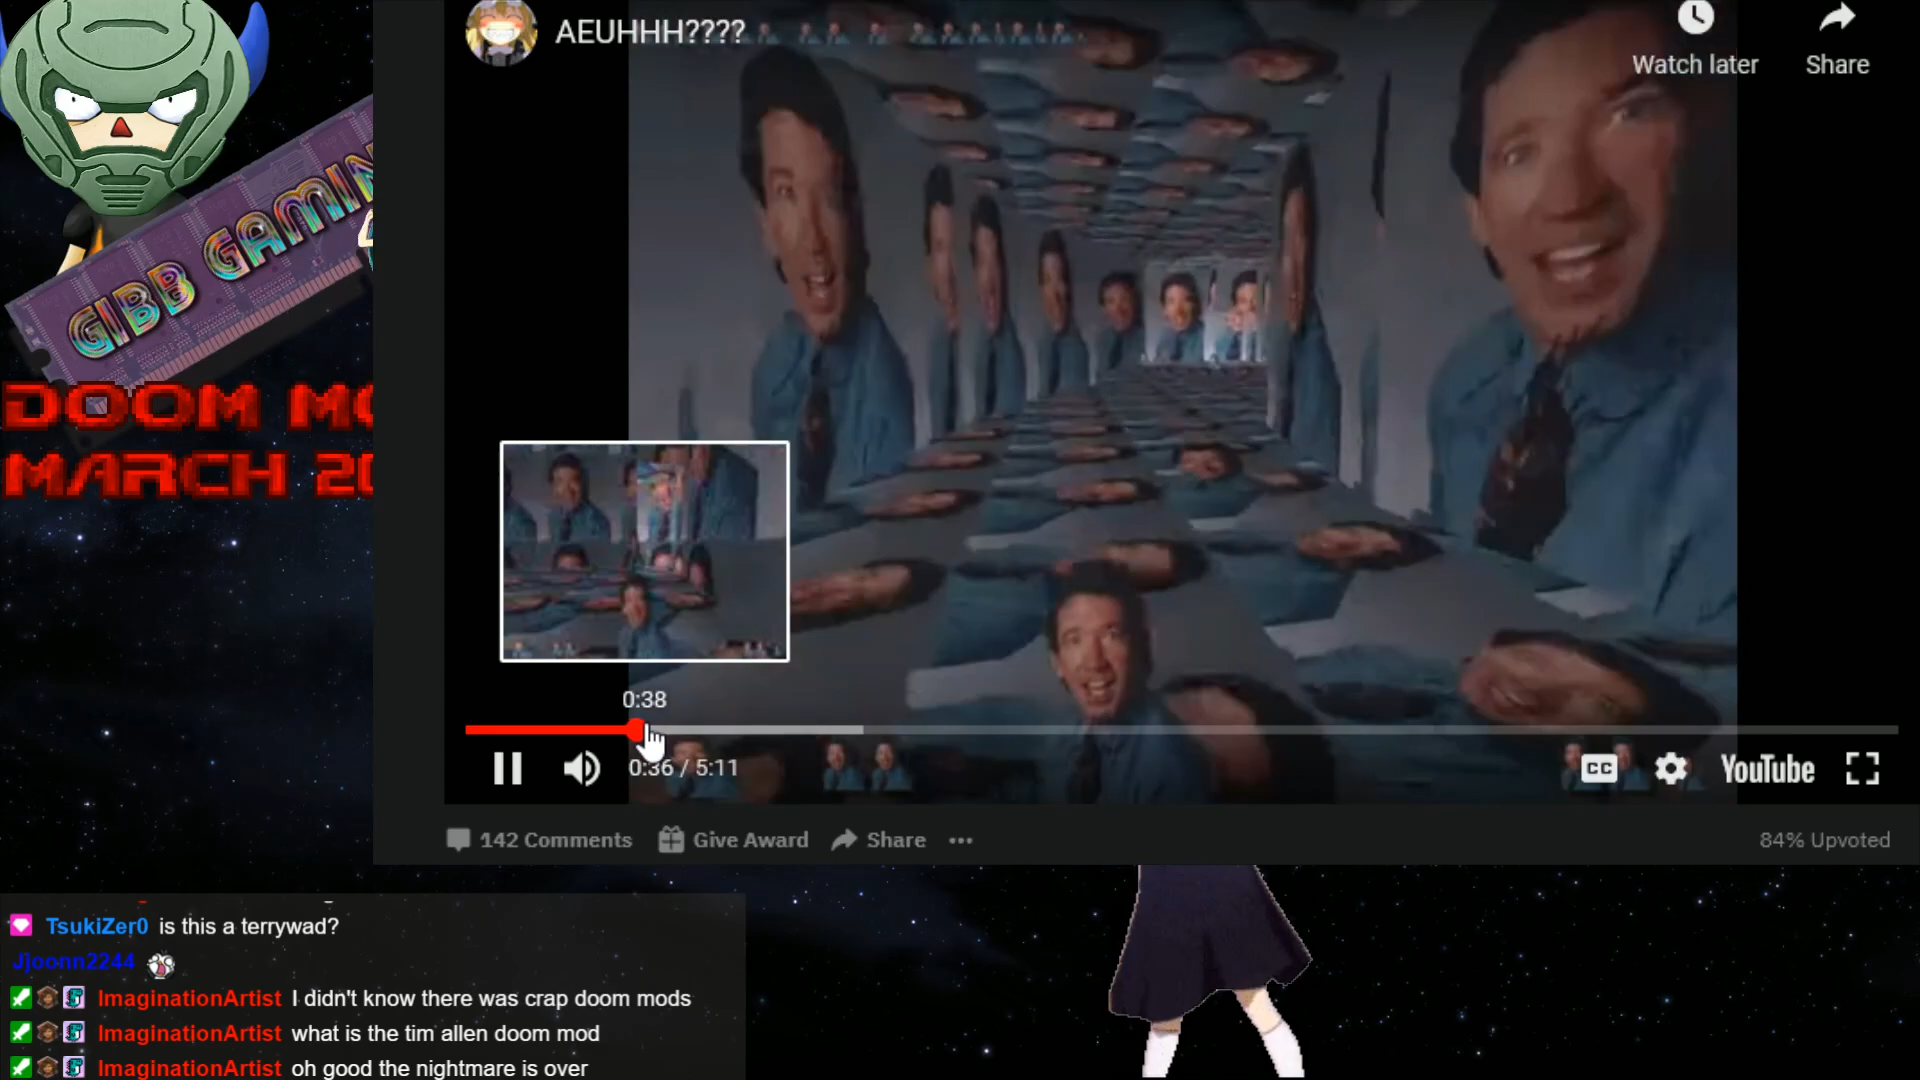 AEUHHH????
Watch later
Share
GIBB GAMIN
DOOM MO
MARCH 20
0:38
0:36 / 5:11
CC
YouTube
142 Comments
Give Award
Share
84% Upvoted
TsukiZer0 is this a terrywad?
Jjoonn2244
ImaginationArtist I didn't know there was crap doom mods
ImaginationArtist what is the tim allen doom mod
ImaginationArtist oh good the nightmare is over